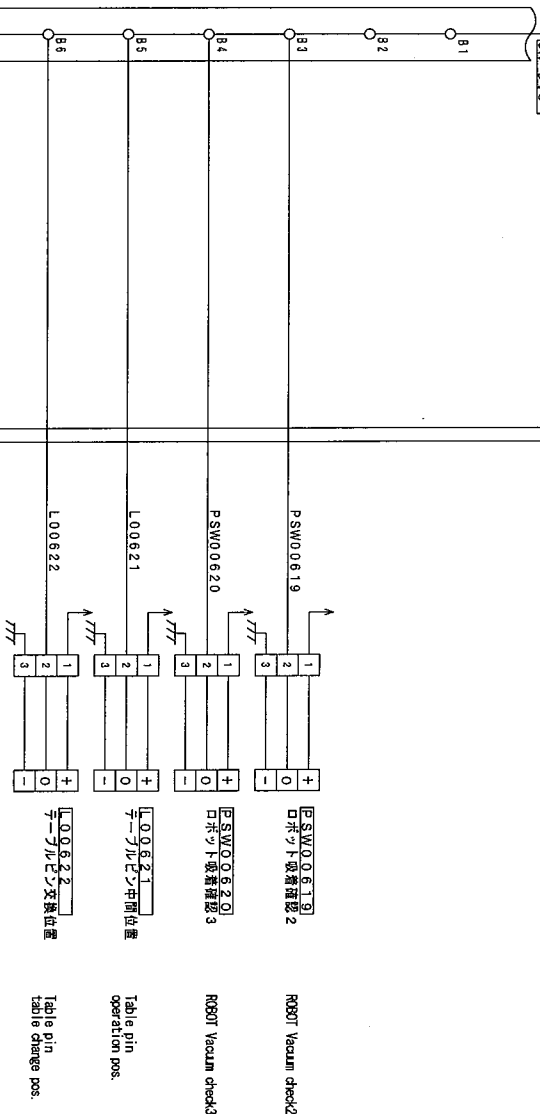 B1
B2
B3
B4
B5
B6
PSW00619
1
2
3
+
O
-
PSW00619
ロボット吸着確認2
ROBOT Vacuum check2
PSW00620
1
2
3
+
O
-
PSW00620
ロボット吸着確認3
ROBOT Vacuum check3
L00621
1
2
3
+
O
-
L00621
テーブルピン中間位置
Table pin
operation pos.
L00622
1
2
3
+
O
-
L00622
テーブルピン交換位置
Table pin
table change pos.